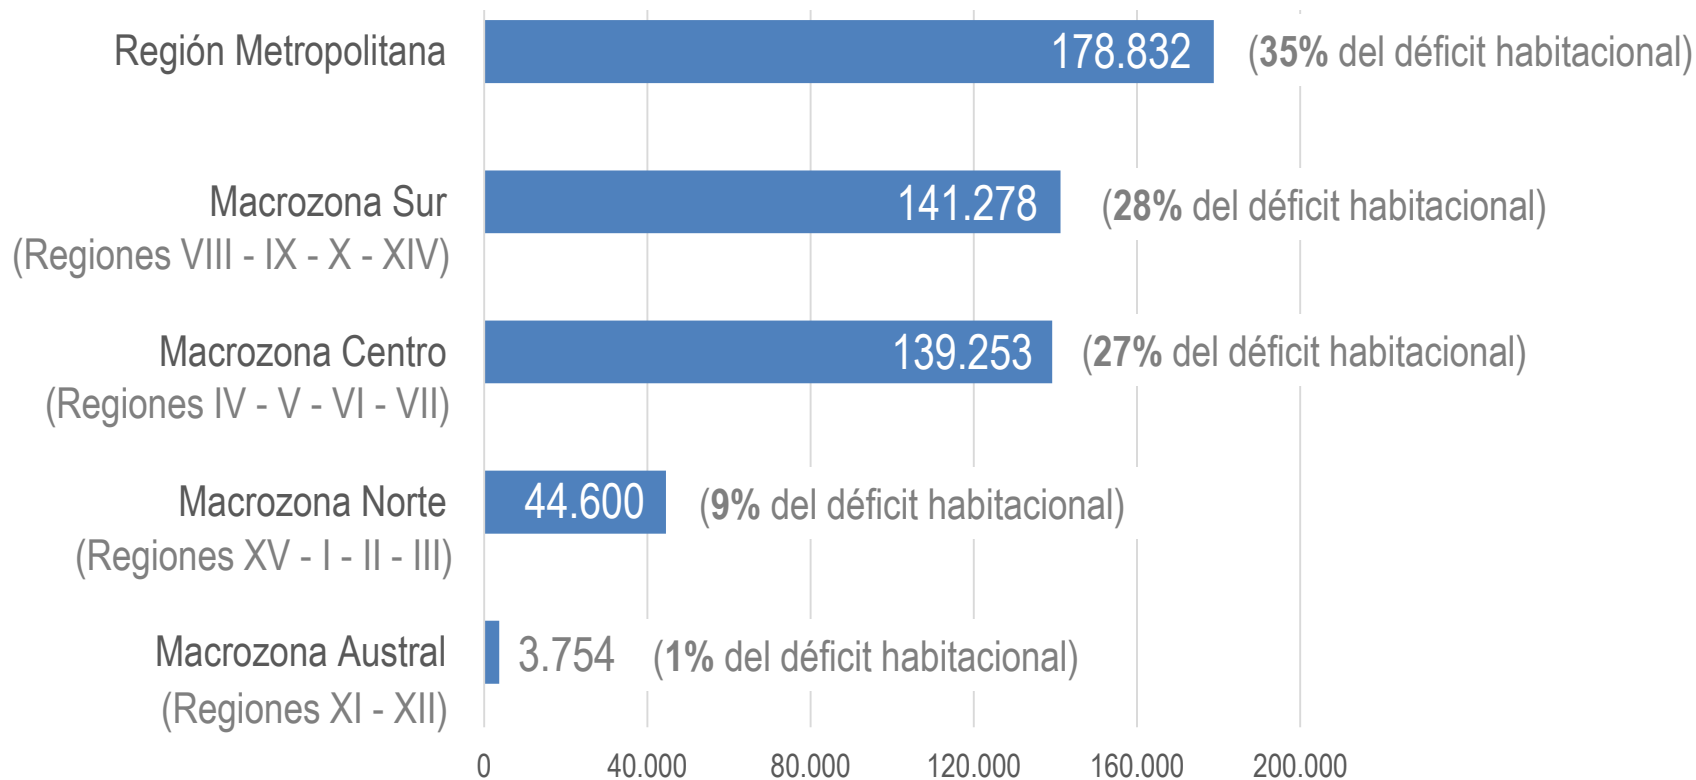 Región Metropolitana 178.832 (35% del déficit habitacional)
Macrozona Sur 141.278 (28% del déficit habitacional)
(Regiones VIII - IX - X - XIV)
Macrozona Centro 139.253 (27% del déficit habitacional)
(Regiones IV - V - VI - VII)
Macrozona Norte 44.600 (9% del déficit habitacional)
(Regiones XV - I - II - III)
Macrozona Austral 3.754 (1% del déficit habitacional)
(Regiones XI - XII)
0 40.000 80.000 120.000 160.000 200.000